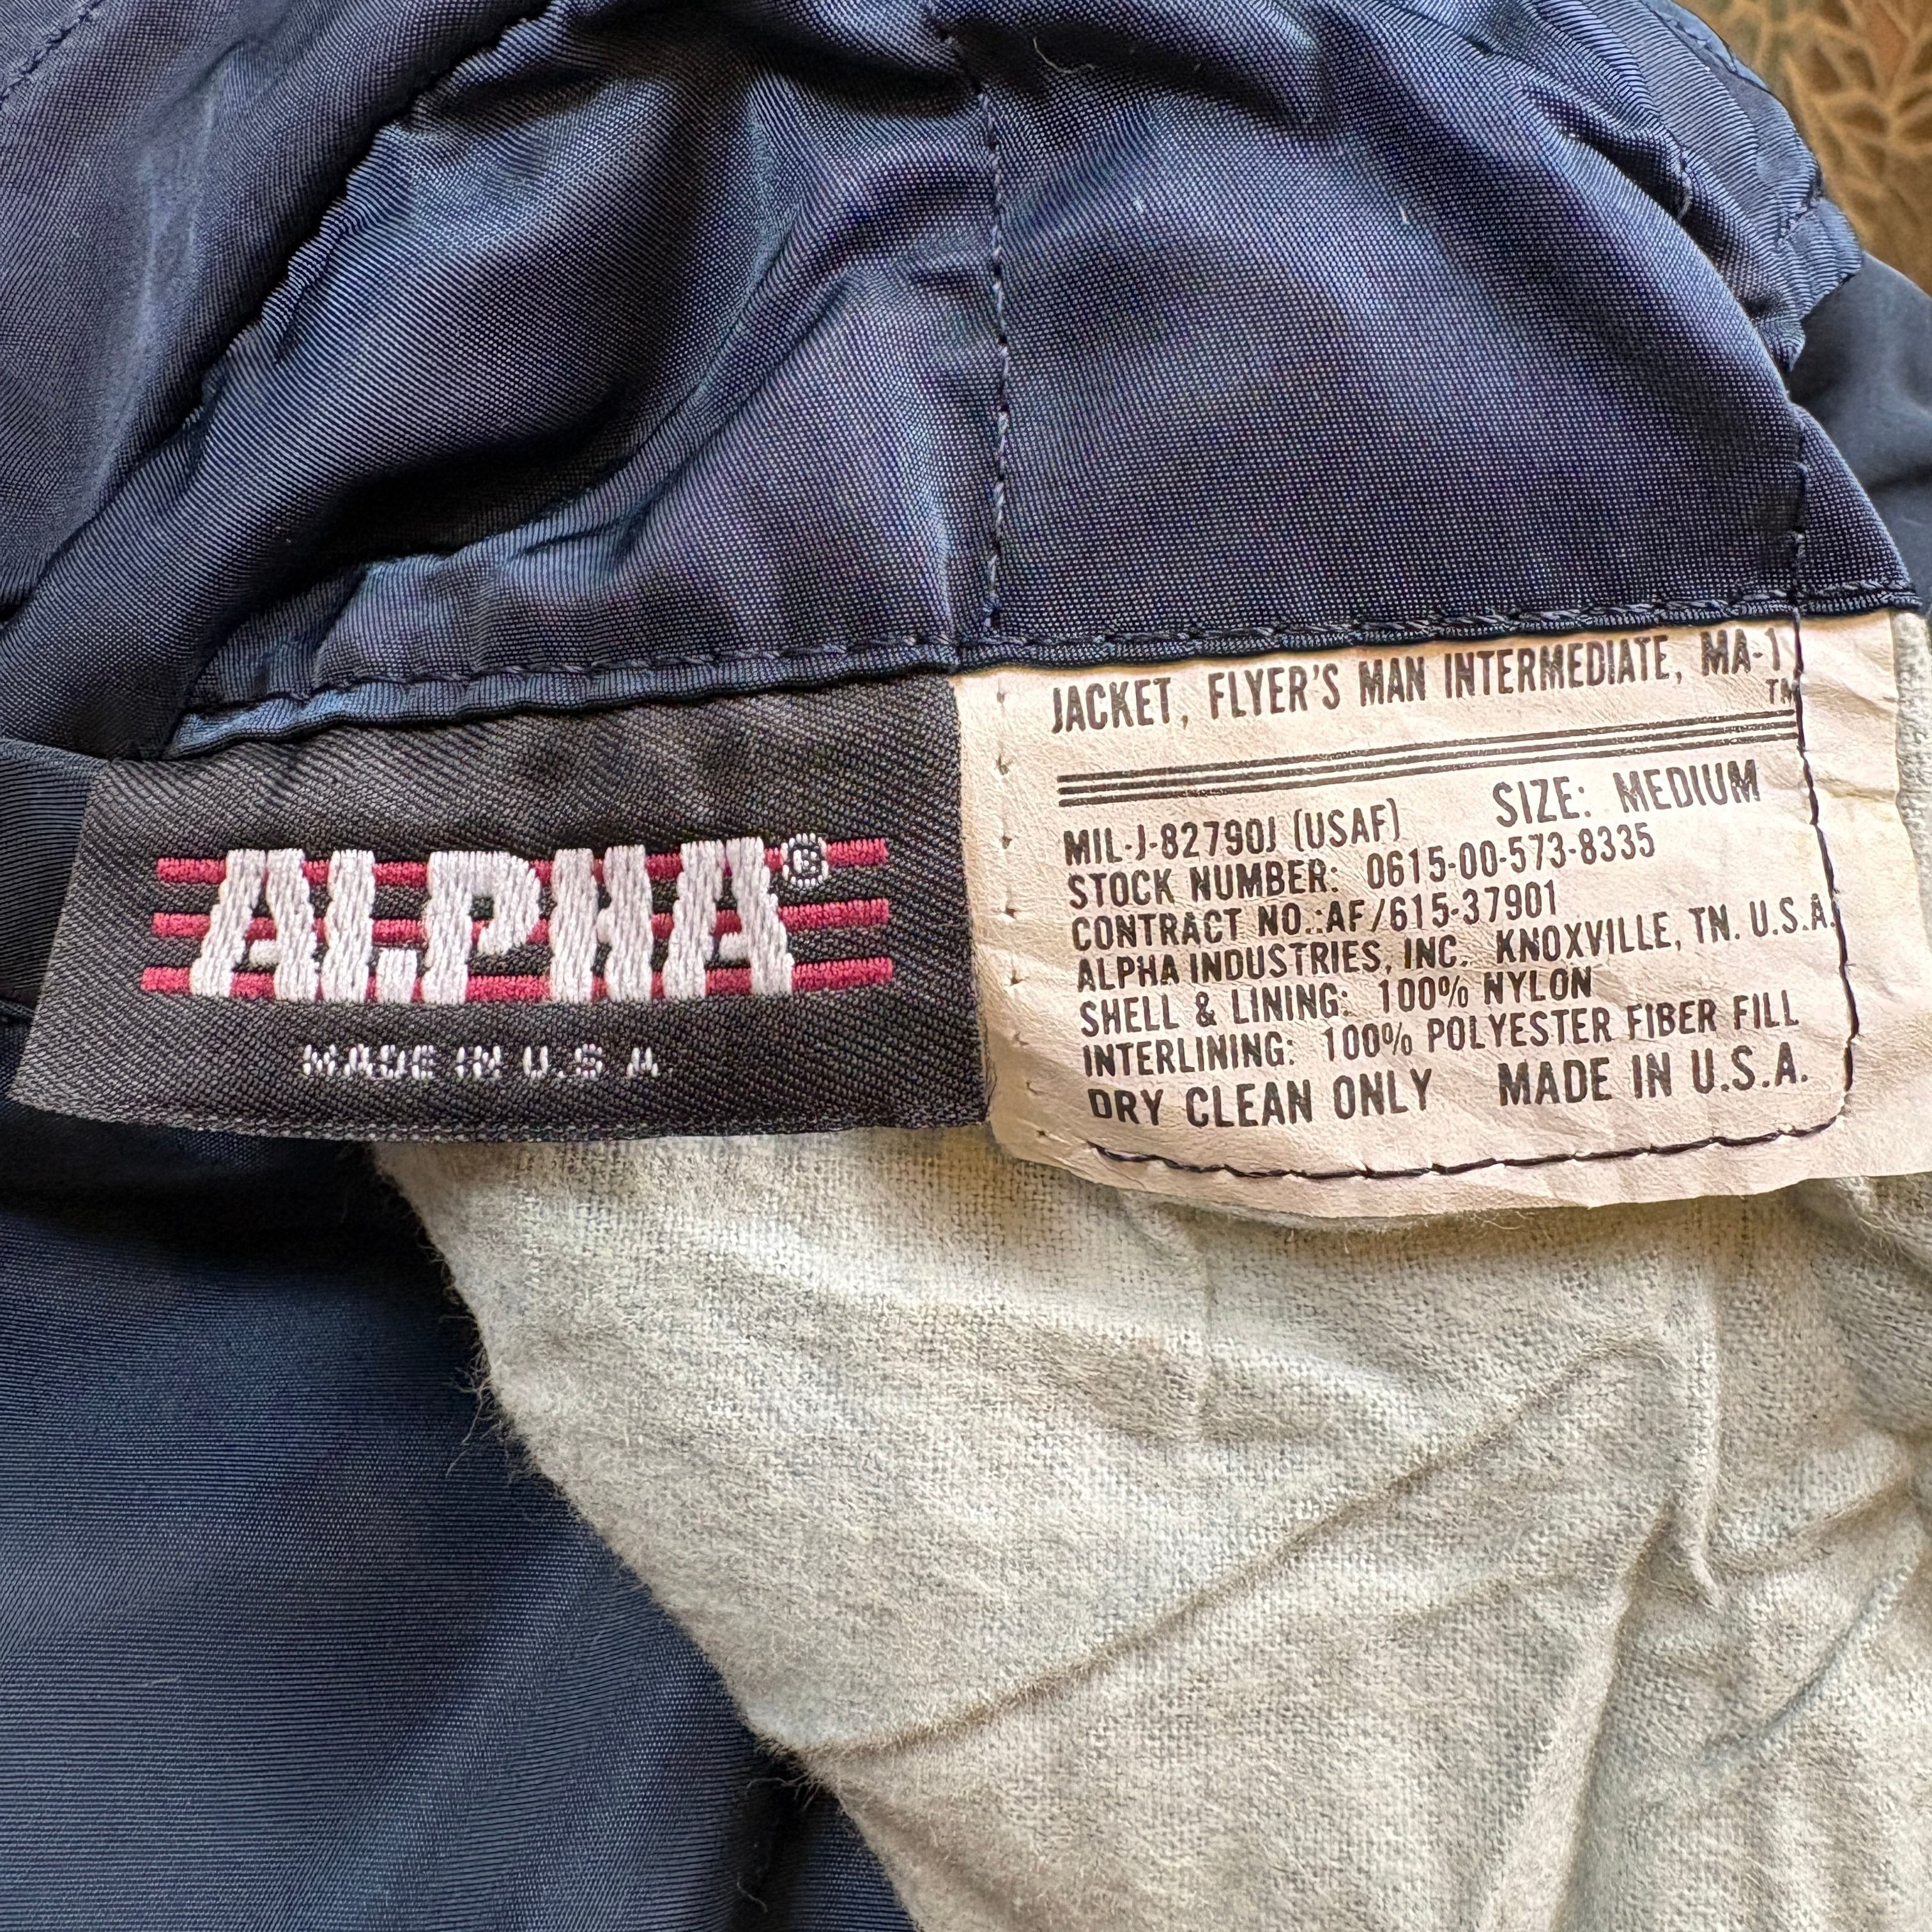 ALPHA®
MADE IN U.S A
JACKET, FLYER'S MAN INTERMEDIATE, MA-1
TM
MIL-J-82790J (USAF) SIZE: MEDIUM
STOCK NUMBER: 0615-00-573-8335
CONTRACT NO.:AF/615-37901
ALPHA INDUSTRIES, INC. KNOXVILLE, TN. U.S.A.
SHELL & LINING: 100% NYLON
INTERLINING: 100% POLYESTER FIBER FILL
DRY CLEAN ONLY MADE IN U.S.A.